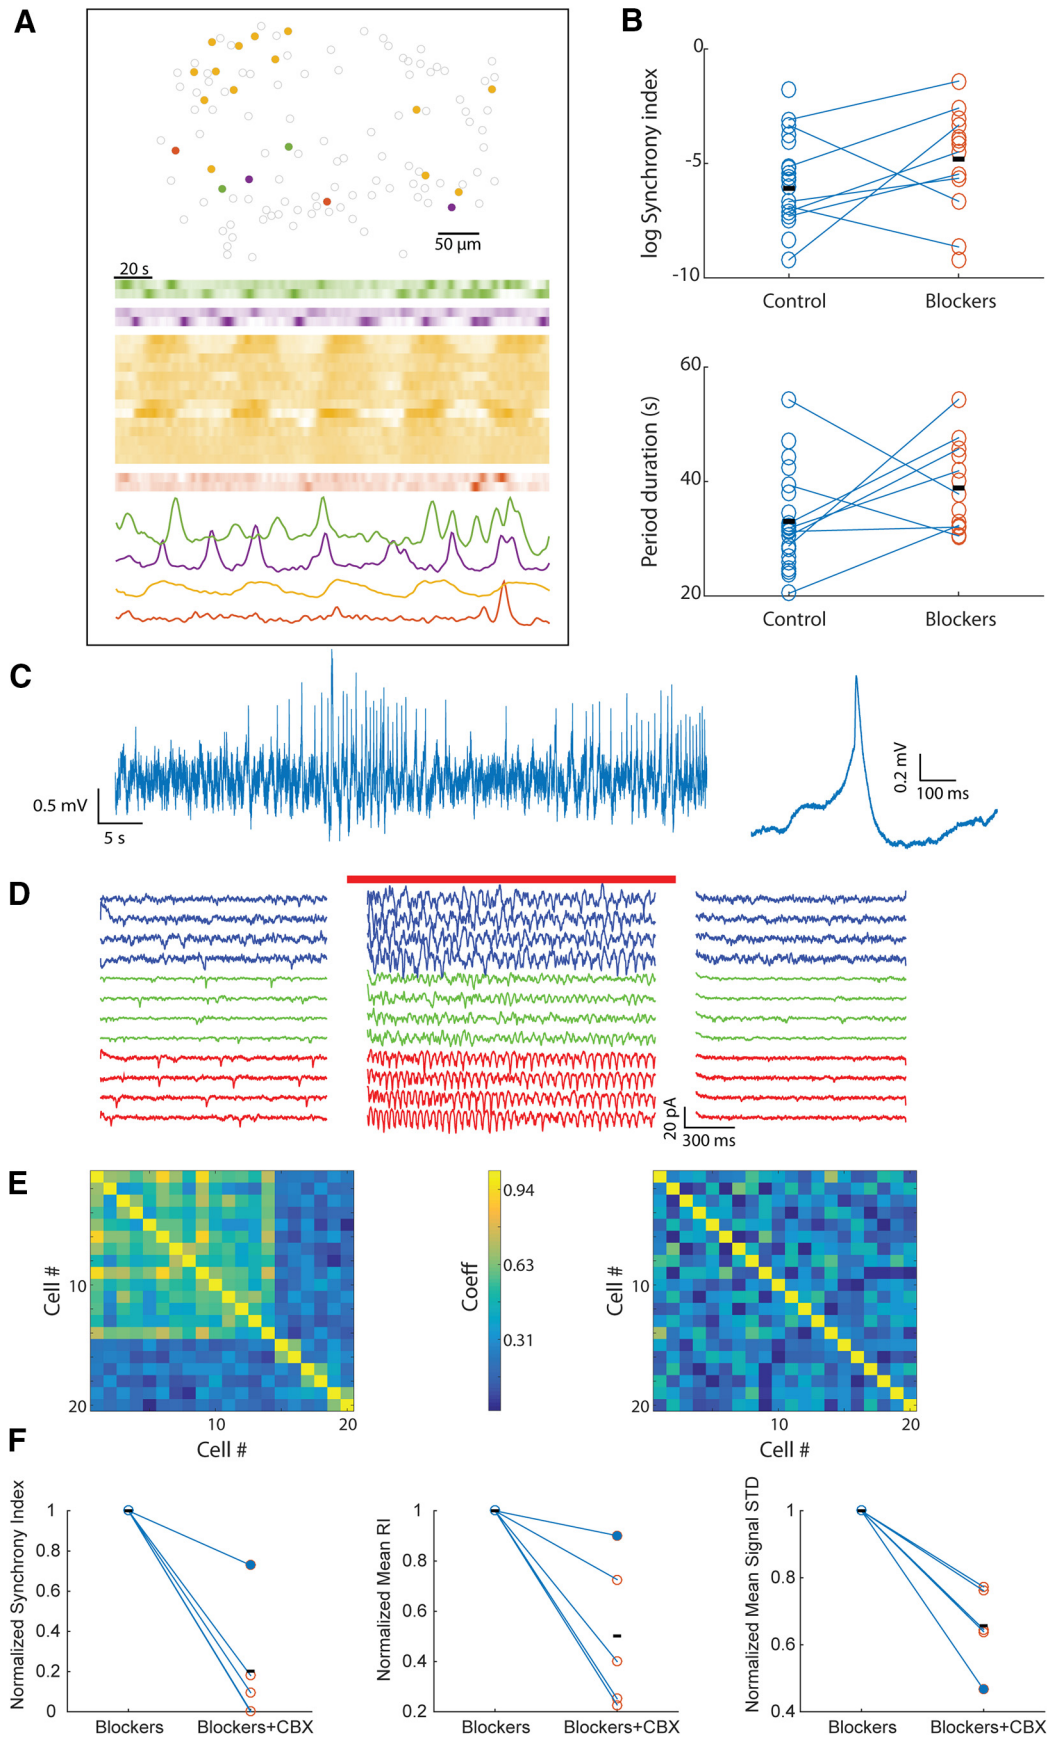 A
50 µm
20 s
B
log Synchrony index
0
-5
-10
Control
Blockers
Period duration (s)
60
40
20
Control
Blockers
C
0.5 mV
5 s
0.2 mV
100 ms
D
20 pA
300 ms
E
Cell #
10
20
10
20
Cell #
Coeff
0.94
0.63
0.31
Cell #
10
20
10
20
Cell #
F
Normalized Synchrony Index
1
0.8
0.6
0.4
0.2
0
Blockers
Blockers+CBX
Normalized Mean RI
1
0.8
0.6
0.4
0.2
Blockers
Blockers+CBX
Normalized Mean Signal STD
1
0.8
0.6
0.4
Blockers
Blockers+CBX